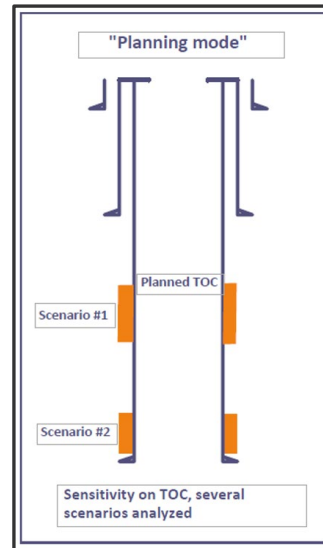 "Planning mode"
Planned TOC
Scenario #1
Scenario #2
Sensitivity on TOC, several
scenarios analyzed